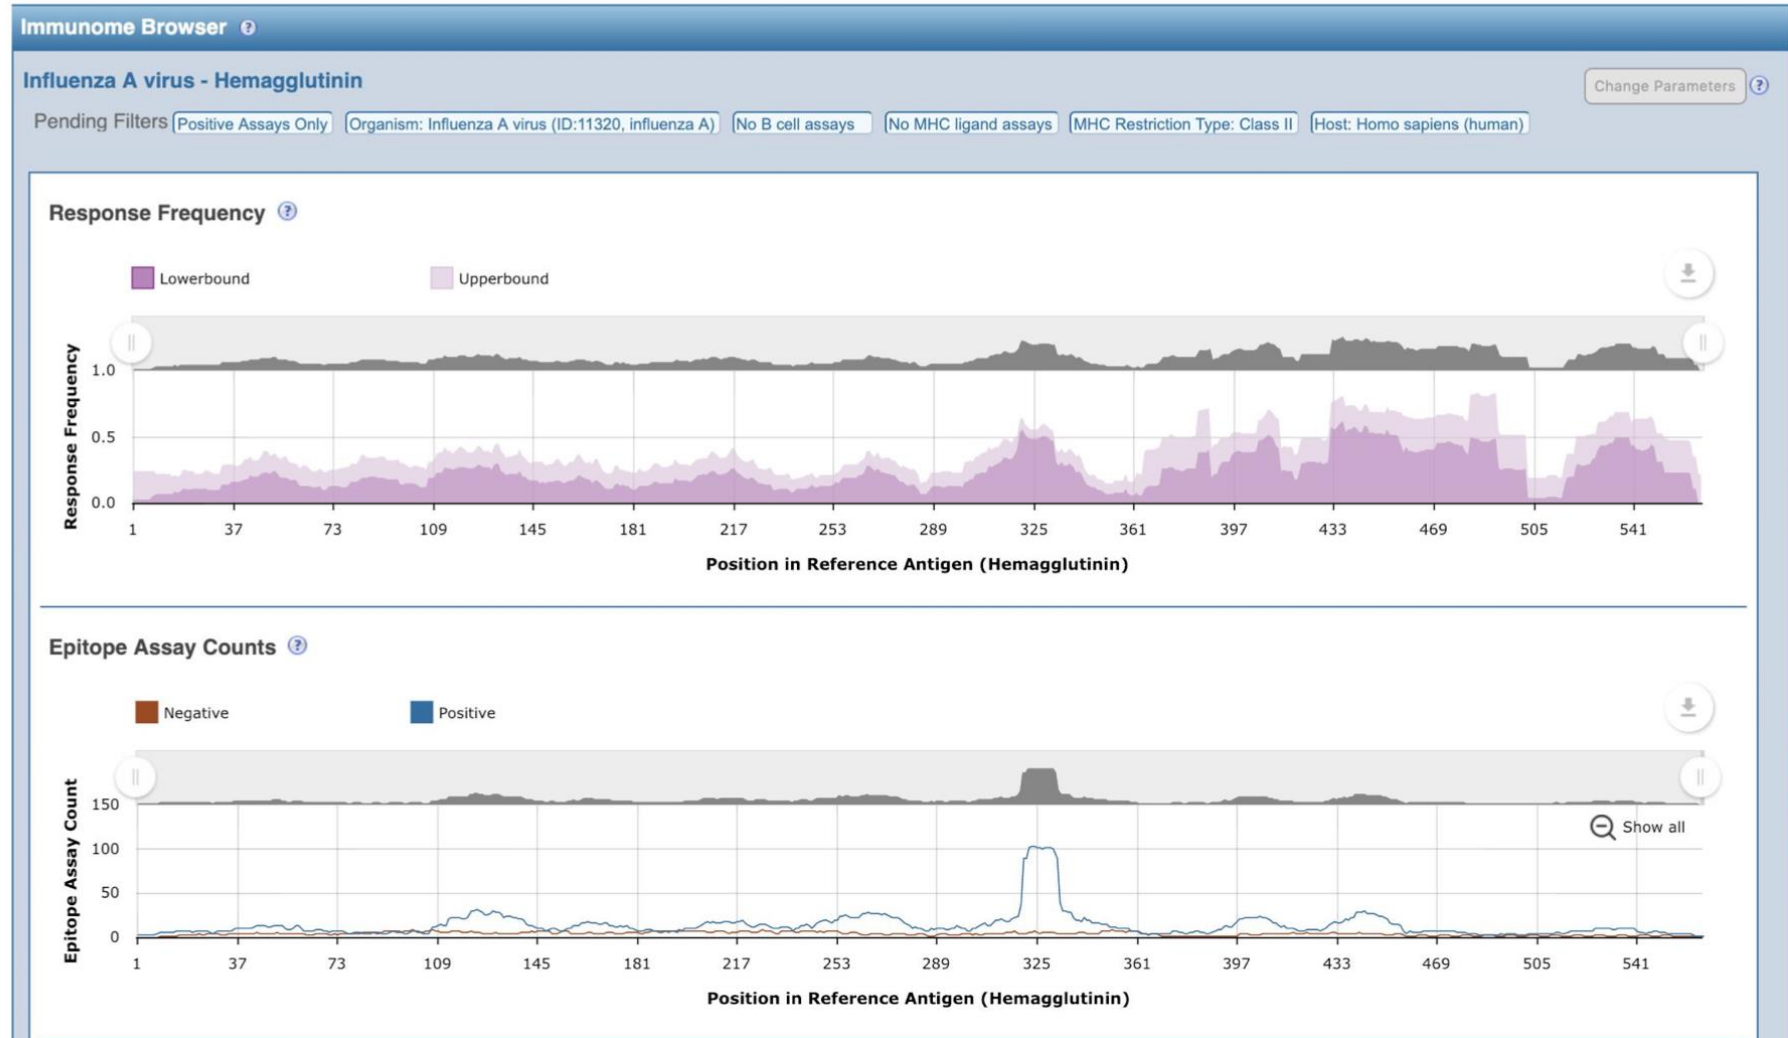 Immunome Browser ?
Influenza A virus - Hemagglutinin
Change Parameters ?
Pending Filters Positive Assays Only Organism: Influenza A virus (ID:11320, influenza A) No B cell assays No MHC ligand assays MHC Restriction Type: Class II Host: Homo sapiens (human)
Response Frequency ?
Lowerbound Upperbound
Response Frequency
1.0
0.5
0.0
1 37 73 109 145 181 217 253 289 325 361 397 433 469 505 541
Position in Reference Antigen (Hemagglutinin)
Epitope Assay Counts ?
Negative Positive
Epitope Assay Count
150
Show all
100
50
0
1 37 73 109 145 181 217 253 289 325 361 397 433 469 505 541
Position in Reference Antigen (Hemagglutinin)